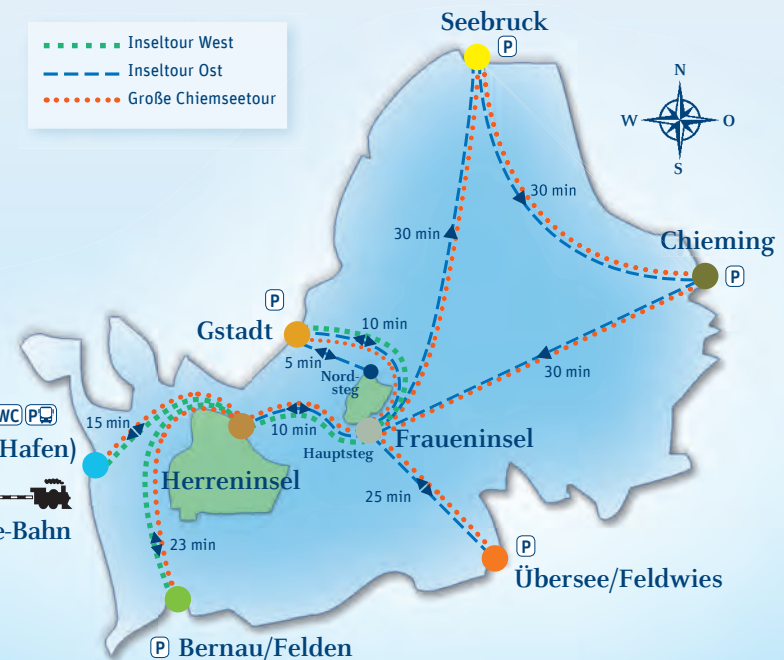 Inseltour West
Inseltour Ost
Große Chiemseetour
Seebruck
P
N
W O
S
30 min
30 min
Chieming
P
P
Gstadt
10 min
5 min
Nord-
steg
30 min
WC P
15 min
Hafen)
10 min
Hauptsteg
Fraueninsel
Herreninsel
25 min
e-Bahn
23 min
P
Übersee/Feldwies
P Bernau/Felden